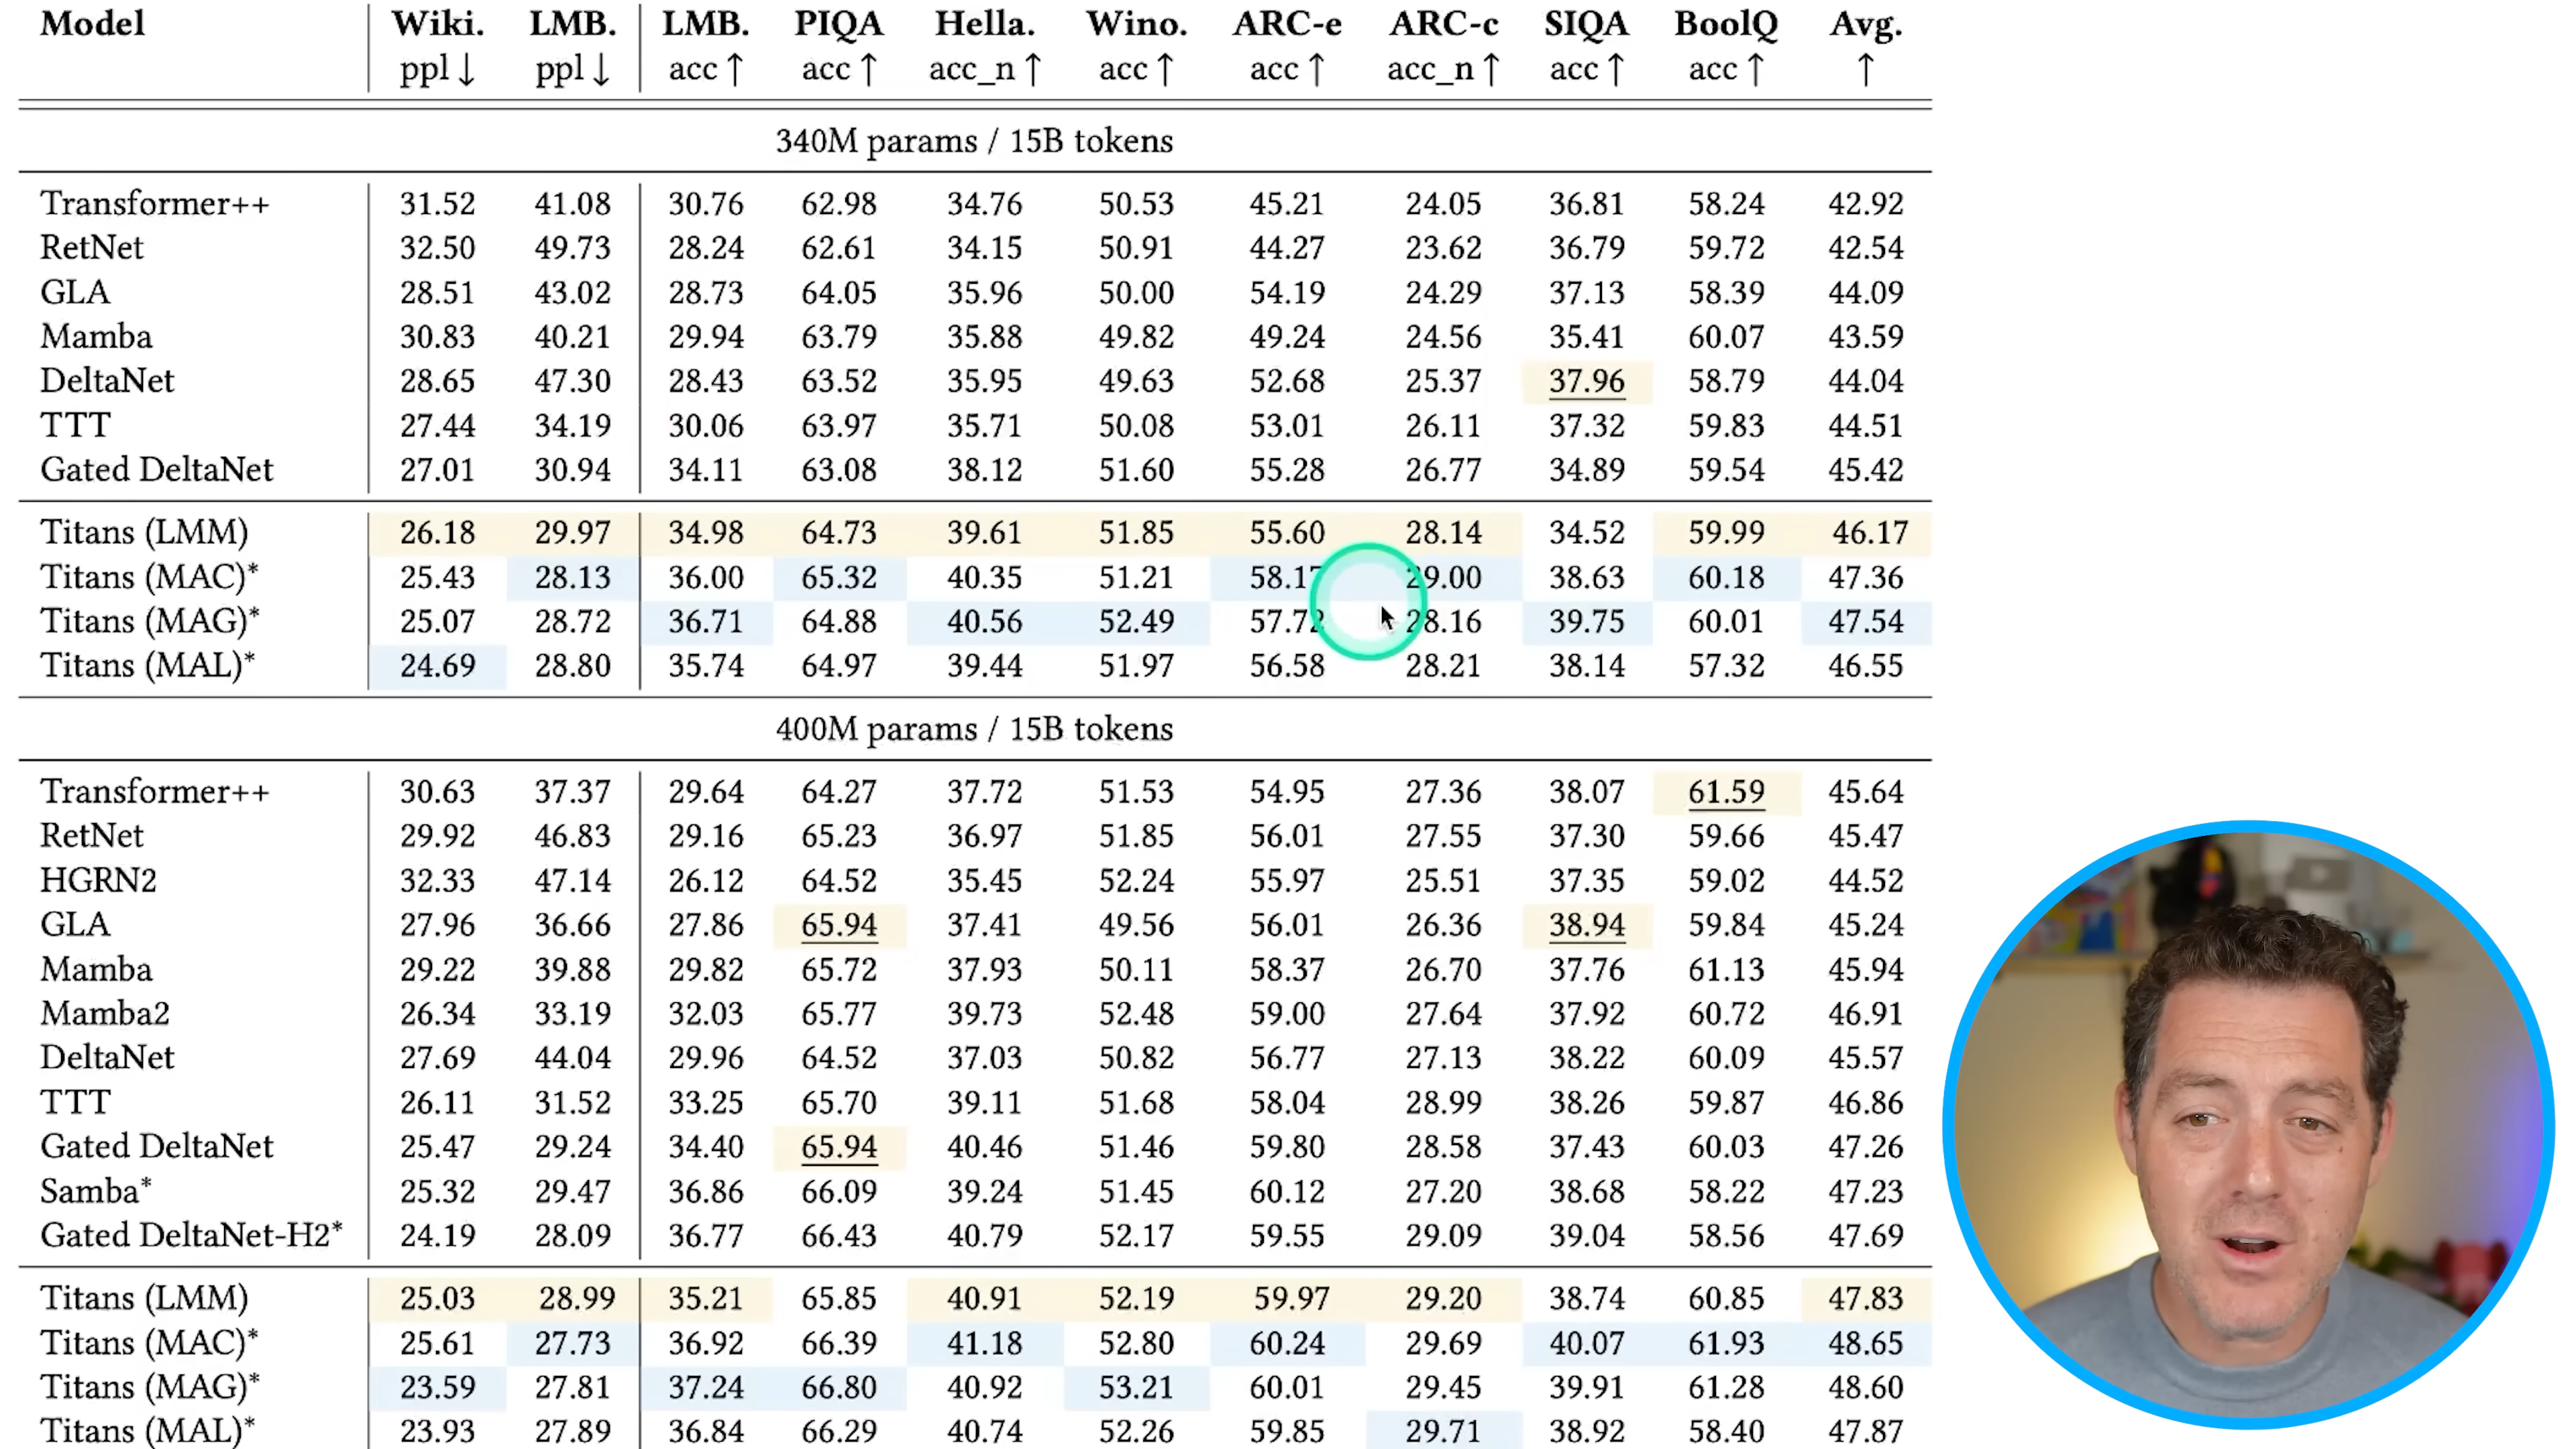 Model Wiki. LMB. LMB. PIQA Hella. Wino. ARC-e ARC-c SIQA BoolQ Avg.
ppl ↓ ppl ↓ acc ↑ acc ↑ acc_n ↑ acc ↑ acc ↑ acc_n ↑ acc ↑ acc ↑ ↑
340M params / 15B tokens
Transformer++ 31.52 41.08 30.76 62.98 34.76 50.53 45.21 24.05 36.81 58.24 42.92
RetNet 32.50 49.73 28.24 62.61 34.15 50.91 44.27 23.62 36.79 59.72 42.54
GLA 28.51 43.02 28.73 64.05 35.96 50.00 54.19 24.29 37.13 58.39 44.09
Mamba 30.83 40.21 29.94 63.79 35.88 49.82 49.24 24.56 35.41 60.07 43.59
DeltaNet 28.65 47.30 28.43 63.52 35.95 49.63 52.68 25.37 37.96 58.79 44.04
TTT 27.44 34.19 30.06 63.97 35.71 50.08 53.01 26.11 37.32 59.83 44.51
Gated DeltaNet 27.01 30.94 34.11 63.08 38.12 51.60 55.28 26.77 34.89 59.54 45.42
Titans (LMM) 26.18 29.97 34.98 64.73 39.61 51.85 55.60 28.14 34.52 59.99 46.17
Titans (MAC)* 25.43 28.13 36.00 65.32 40.35 51.21 58.17 29.00 38.63 60.18 47.36
Titans (MAG)* 25.07 28.72 36.71 64.88 40.56 52.49 57.72 28.16 39.75 60.01 47.54
Titans (MAL)* 24.69 28.80 35.74 64.97 39.44 51.97 56.58 28.21 38.14 57.32 46.55
400M params / 15B tokens
Transformer++ 30.63 37.37 29.64 64.27 37.72 51.53 54.95 27.36 38.07 61.59 45.64
RetNet 29.92 46.83 29.16 65.23 36.97 51.85 56.01 27.55 37.30 59.66 45.47
HGRN2 32.33 47.14 26.12 64.52 35.45 52.24 55.97 25.51 37.35 59.02 44.52
GLA 27.96 36.66 27.86 65.94 37.41 49.56 56.01 26.36 38.94 59.84 45.24
Mamba 29.22 39.88 29.82 65.72 37.93 50.11 58.37 26.70 37.76 61.13 45.94
Mamba2 26.34 33.19 32.03 65.77 39.73 52.48 59.00 27.64 37.92 60.72 46.91
DeltaNet 27.69 44.04 29.96 64.52 37.03 50.82 56.77 27.13 38.22 60.09 45.57
TTT 26.11 31.52 33.25 65.70 39.11 51.68 58.04 28.99 38.26 59.87 46.86
Gated DeltaNet 25.47 29.24 34.40 65.94 40.46 51.46 59.80 28.58 37.43 60.03 47.26
Samba* 25.32 29.47 36.86 66.09 39.24 51.45 60.12 27.20 38.68 58.22 47.23
Gated DeltaNet-H2* 24.19 28.09 36.77 66.43 40.79 52.17 59.55 29.09 39.04 58.56 47.69
Titans (LMM) 25.03 28.99 35.21 65.85 40.91 52.19 59.97 29.20 38.74 60.85 47.83
Titans (MAC)* 25.61 27.73 36.92 66.39 41.18 52.80 60.24 29.69 40.07 61.93 48.65
Titans (MAG)* 23.59 27.81 37.24 66.80 40.92 53.21 60.01 29.45 39.91 61.28 48.60
Titans (MAL)* 23.93 27.89 36.84 66.29 40.74 52.26 59.85 29.71 38.92 58.40 47.87